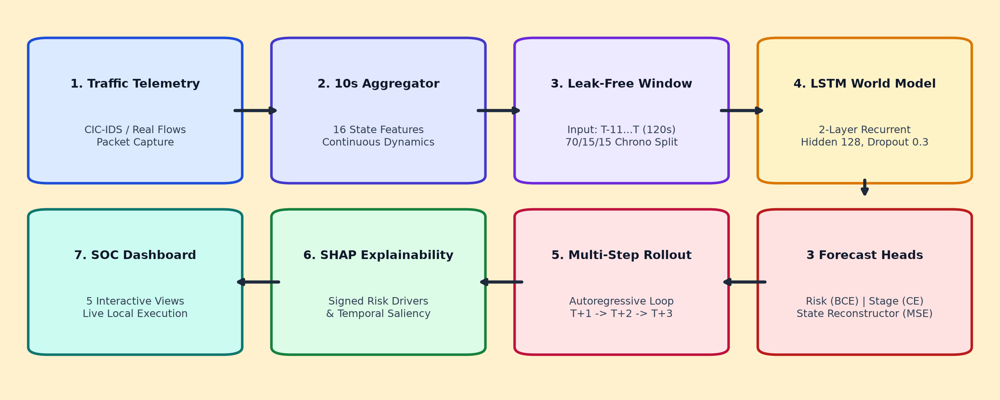 1. Traffic Telemetry
CIC-IDS / Real Flows
Packet Capture
2. 10s Aggregator
16 State Features
Continuous Dynamics
3. Leak-Free Window
Input: T-11...T (120s)
70/15/15 Chrono Split
4. LSTM World Model
2-Layer Recurrent
Hidden 128, Dropout 0.3
3 Forecast Heads
Risk (BCE) | Stage (CE)
State Reconstructor (MSE)
5. Multi-Step Rollout
Autoregressive Loop
T+1 -> T+2 -> T+3
6. SHAP Explainability
Signed Risk Drivers
& Temporal Saliency
7. SOC Dashboard
5 Interactive Views
Live Local Execution